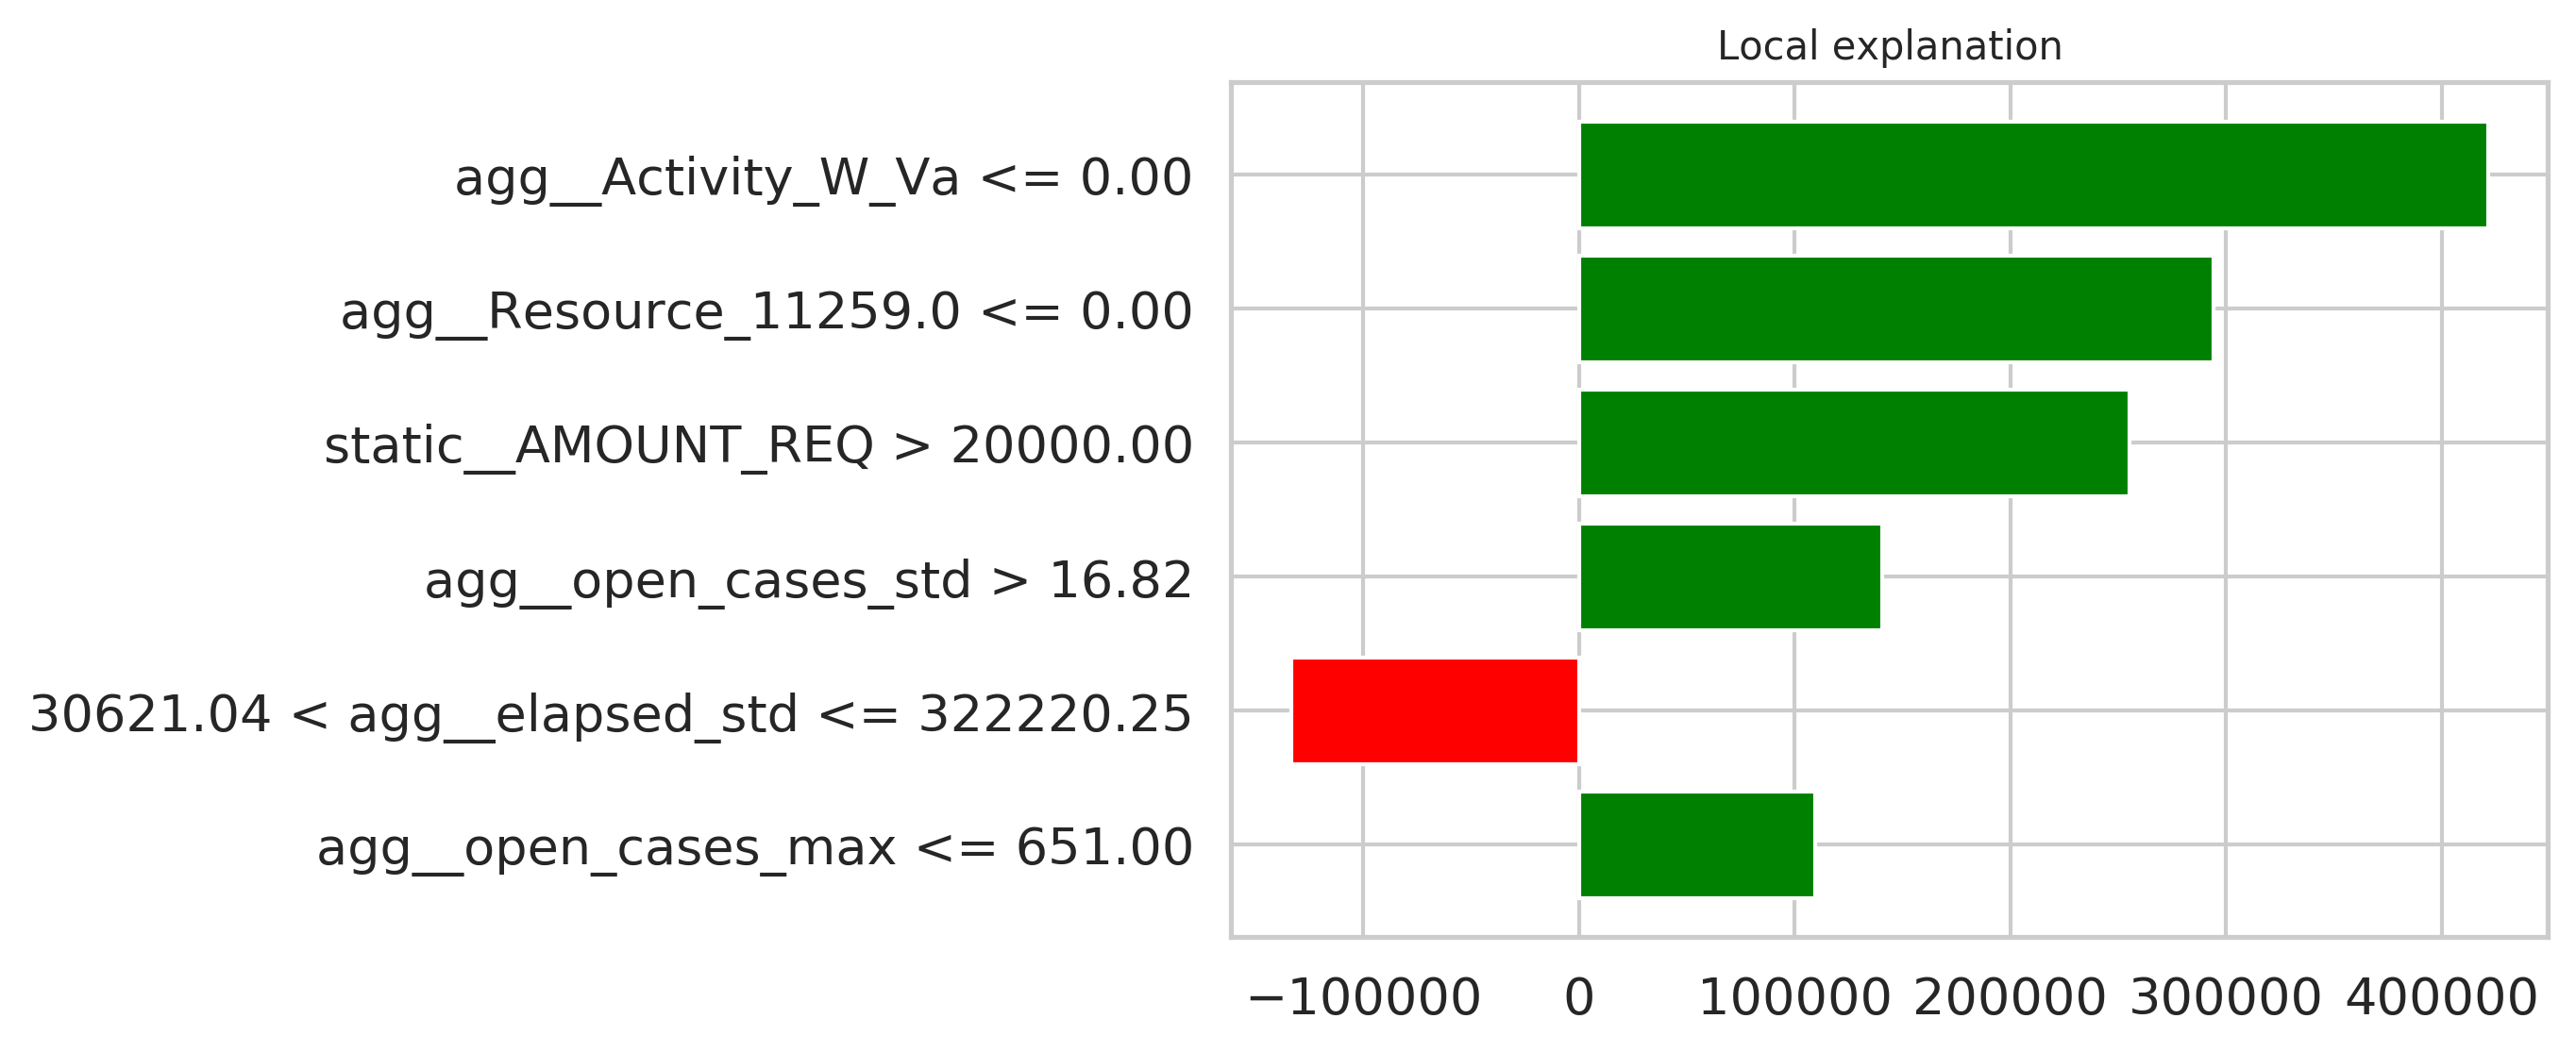 Local explanation
agg__Activity_W_Va <= 0.00
agg__Resource_11259.0 <= 0.00
static__AMOUNT_REQ > 20000.00
agg__open_cases_std > 16.82
30621.04 < agg__elapsed_std <= 322220.25
agg__open_cases_max <= 651.00
−100000 0 100000 200000 300000 400000